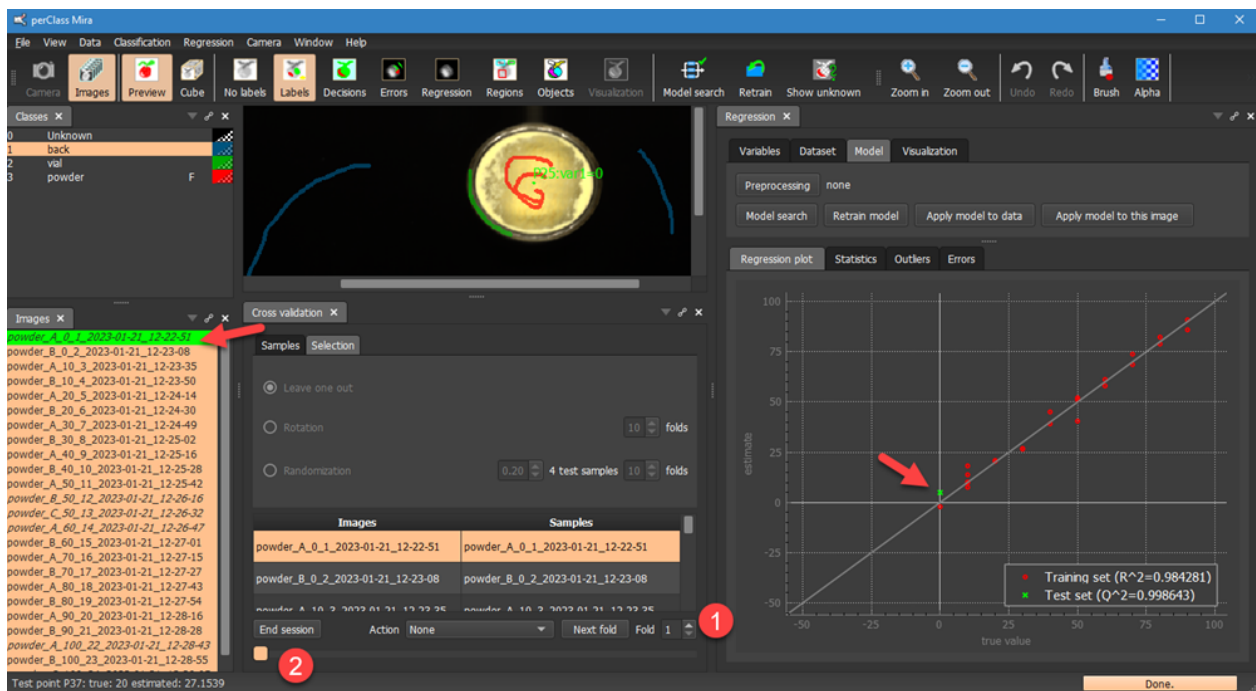 perClass Mira
File View Data Classification Regression Camera Window Help
Camera Images Preview Cube No labels Labels Decisions Errors Regression Regions Objects Visualization Model search Retrain Show unknown Zoom in Zoom out Undo Redo Brush Alpha
Classes
0 Unknown
1 back
2 vial
3 powder F
P25:var1=0
Images
powder_A_0_1_2023-01-21_12-22-51
powder_B_0_2_2023-01-21_12-23-08
powder_A_10_3_2023-01-21_12-23-35
powder_B_10_4_2023-01-21_12-23-50
powder_A_20_5_2023-01-21_12-24-14
powder_B_20_6_2023-01-21_12-24-30
powder_A_30_7_2023-01-21_12-24-49
powder_B_30_8_2023-01-21_12-25-02
powder_A_40_9_2023-01-21_12-25-16
powder_B_40_10_2023-01-21_12-25-28
powder_A_50_11_2023-01-21_12-25-42
powder_B_50_12_2023-01-21_12-26-16
powder_C_50_13_2023-01-21_12-26-32
powder_A_60_14_2023-01-21_12-26-47
powder_B_60_15_2023-01-21_12-27-01
powder_A_70_16_2023-01-21_12-27-15
powder_B_70_17_2023-01-21_12-27-27
powder_A_80_18_2023-01-21_12-27-43
powder_B_80_19_2023-01-21_12-27-54
powder_A_90_20_2023-01-21_12-28-16
powder_B_90_21_2023-01-21_12-28-28
powder_A_100_22_2023-01-21_12-28-43
powder_B_100_23_2023-01-21_12-28-55
Cross validation
Samples Selection
Leave one out
Rotation 10 folds
Randomization 0.20 4 test samples 10 folds
Images Samples
powder_A_0_1_2023-01-21_12-22-51 powder_A_0_1_2023-01-21_12-22-51
powder_B_0_2_2023-01-21_12-23-08 powder_B_0_2_2023-01-21_12-23-08
powder_A_10_3_2023-01-21_12-23-35 powder_A_10_3_2023-01-21_12-23-35
End session Action None Next fold Fold 1
1
2
Regression
Variables Dataset Model Visualization
Preprocessing none
Model search Retrain model Apply model to data Apply model to this image
Regression plot Statistics Outliers Errors
100
75
50
25
0
-25
-50
estimate
-50 -25 0 25 50 75 100
true value
Training set (R^2=0.984281)
Test set (Q^2=0.998643)
Test point P37: true: 20 estimated: 27.1539
Done.